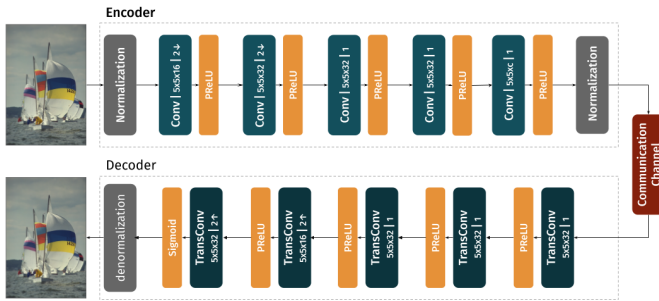 Encoder
Normalization
Conv | 5x5x16 | 2↓
PReLU
Conv | 5x5x32 | 2↓
PReLU
Conv | 5x5x32 | 1
PReLU
Conv | 5x5x32 | 1
PReLU
Conv | 5x5xc | 1
PReLU
Normalization
Communication
Channel
Decoder
denormalization
Sigmoid
TransConv
5x5x32 | 2↑
PReLU
TransConv
5x5x16 | 2↑
PReLU
TransConv
5x5x32 | 1
PReLU
TransConv
5x5x32 | 1
PReLU
TransConv
5x5x32 | 1